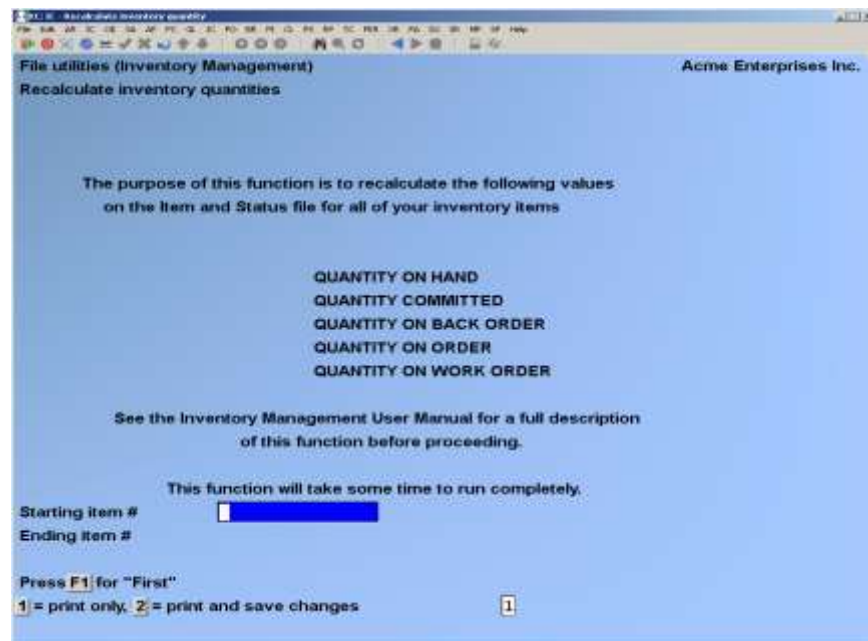 Recalculate inventory quantity
File utilities (Inventory Management) Acme Enterprises Inc.
Recalculate inventory quantities
The purpose of this function is to recalculate the following values
on the Item and Status file for all of your inventory items
QUANTITY ON HAND
QUANTITY COMMITTED
QUANTITY ON BACK ORDER
QUANTITY ON ORDER
QUANTITY ON WORK ORDER
See the Inventory Management User Manual for a full description
of this function before proceeding.
This function will take some time to run completely.
Starting item #
Ending item #
Press F1 for "First"
1 = print only, 2 = print and save changes 1